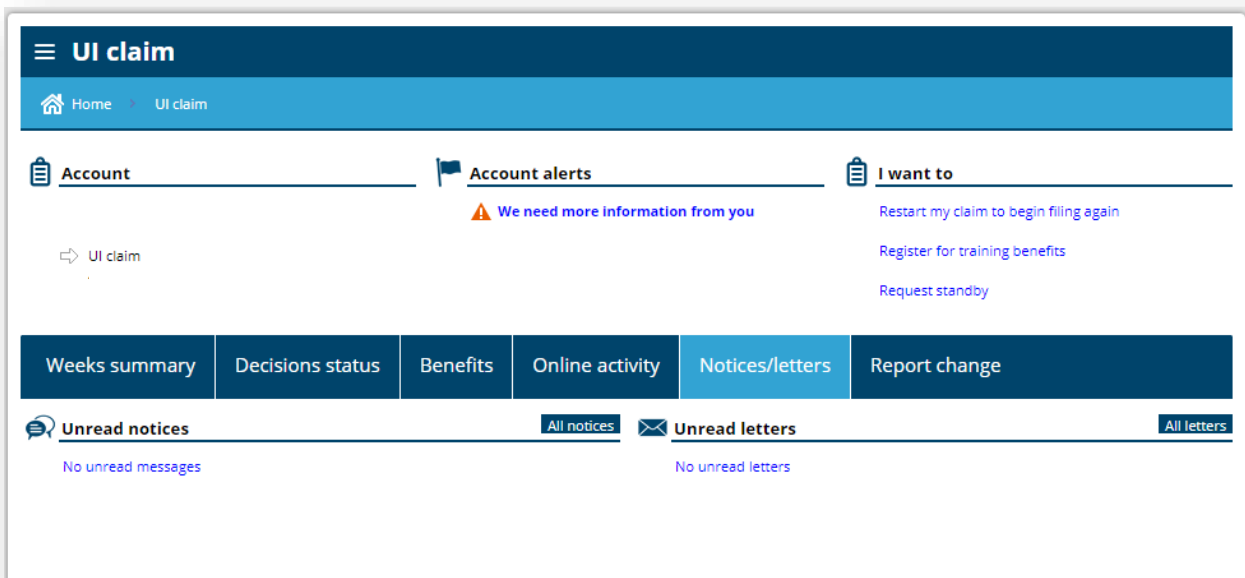 UI claim
Home UI claim
Account
Account alerts
I want to
We need more information from you
Restart my claim to begin filing again
UI claim
Register for training benefits
Request standby
Weeks summary Decisions status Benefits Online activity Notices/letters Report change
Unread notices All notices
Unread letters All letters
No unread messages
No unread letters